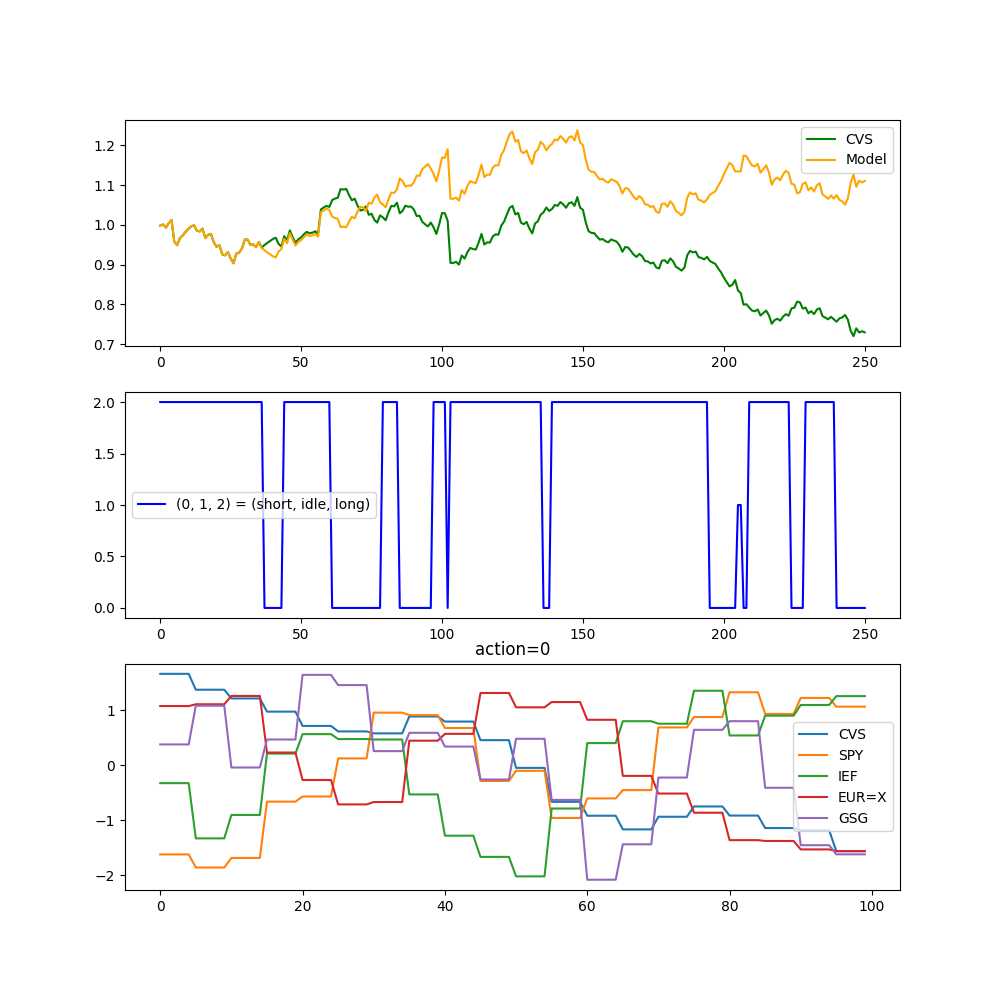 1.2
1.1
1.0
0.9
0.8
0.7
CVS
Model
0 50 100 150 200 250
2.0
1.5
1.0
0.5
0.0
(0, 1, 2) = (short, idle, long)
0 50 100 150 200 250
action=0
1
0
−1
−2
CVS
SPY
IEF
EUR=X
GSG
0 20 40 60 80 100